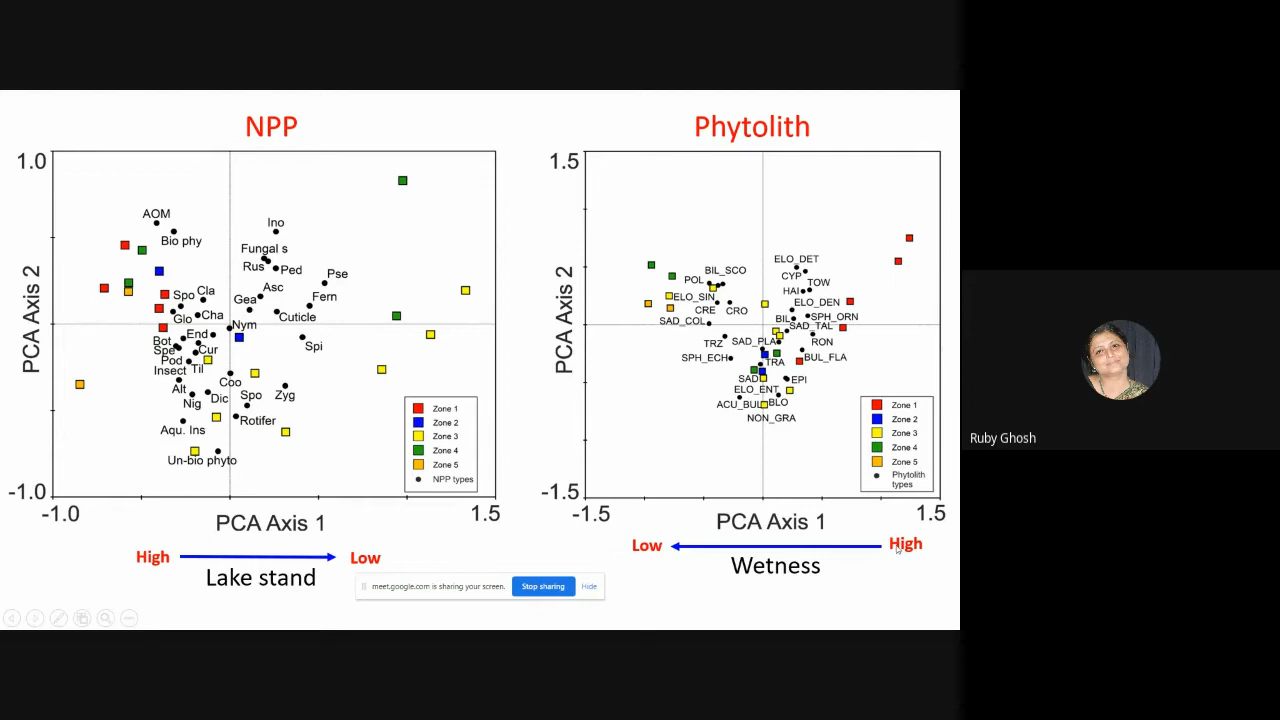 NPP
1.0
PCA Axis 2
-1.0
-1.0
PCA Axis 1
1.5
AOM
Bio phy
Ino
Fungal s
Rus
Ped
Pse
Asc
Fern
Gea
Cuticle
Spo
Cla
Glo
Cha
Nym
Spi
End
Bot
Spe
Cur
Pod
Til
Insect
Coo
Alt
Nig
Dic
Spo
Zyg
Rotifer
Aqu. Ins
Un-bio phyto
Zone 1
Zone 2
Zone 3
Zone 4
Zone 5
NPP types
High
Low
Lake stand
Phytolith
1.5
PCA Axis 2
-1.5
-1.5
PCA Axis 1
1.5
ELO_DET
CYP
TOW
HAI
BIL_SCO
POL
ELO_SIN
CRE
CRO
SAD_COL
ELO_DEN
BIL
SPH_ORN
SAD_TAL
TRZ
SAD_PLA
RON
SPH_ECH
TRA
BUL_FLA
SAD
EPI
ELO_ENT
ACU_BUL
BLO
NON_GRA
Zone 1
Zone 2
Zone 3
Zone 4
Zone 5
Phytolith
types
Low
High
Wetness
meet.google.com is sharing your screen.
Stop sharing
Hide
Ruby Ghosh